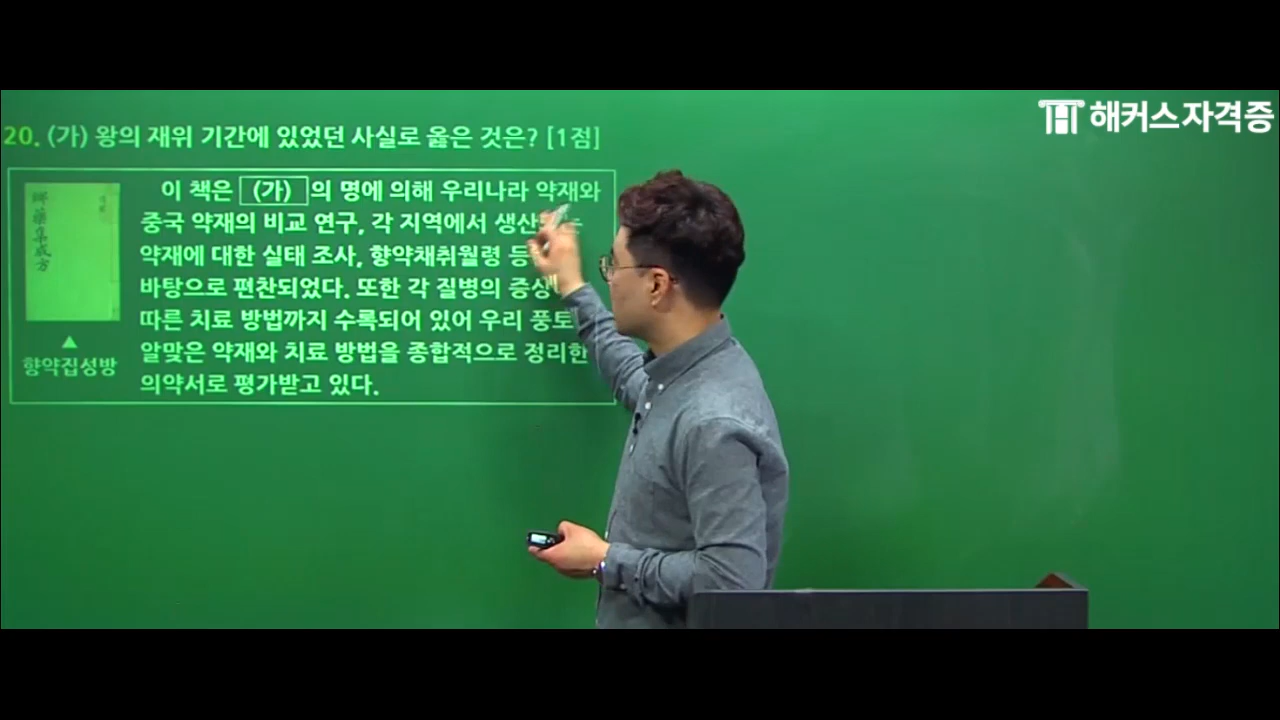 해커스자격증
20. (가) 왕의 재위 기간에 있었던 사실로 옳은 것은? [1점]
이 책은 (가) 의 명에 의해 우리나라 약재와
중국 약재의 비교 연구, 각 지역에서 생산
약재에 대한 실태 조사, 향약채취월령 등
바탕으로 편찬되었다. 또한 각 질병의 증상
따른 치료 방법까지 수록되어 있어 우리 풍토
알맞은 약재와 치료 방법을 종합적으로 정리한
의약서로 평가받고 있다.
鄕藥集成方
▲
향약집성방